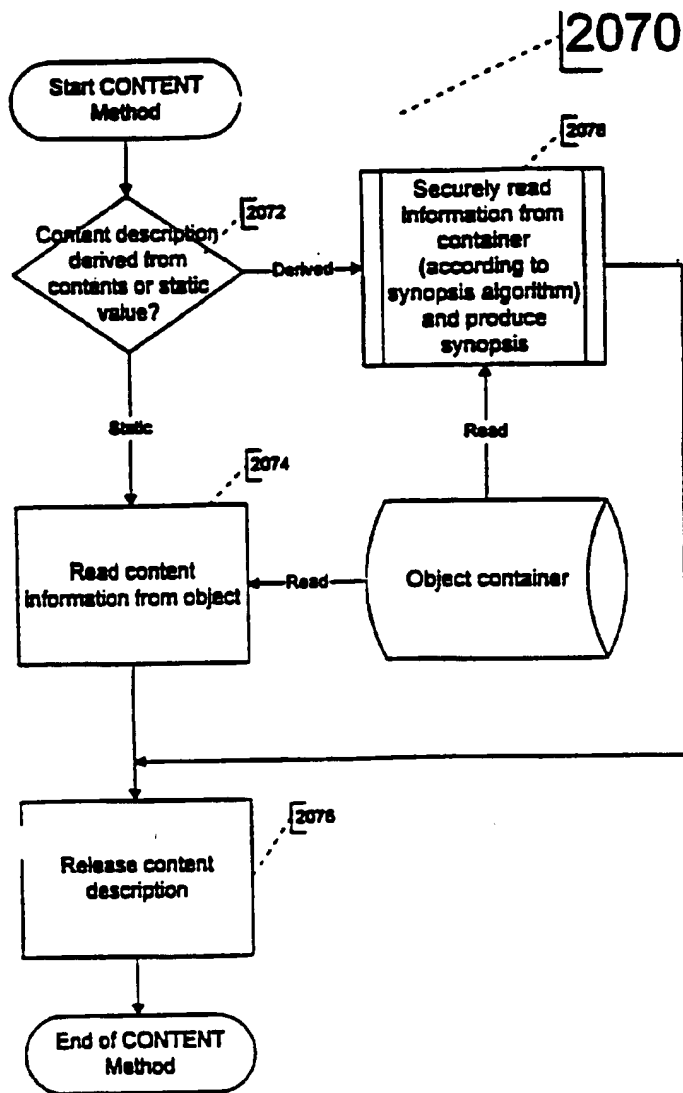 2070
Start CONTENT
Method
2078
Securely read
information from
container
(according to
synopsis algorithm)
and produce
synopsis
2072
Content description
derived from
contents or static
value?
Derived
Static
Read
2074
Read content
information from object
Read
Object container
2076
Release content
description
End of CONTENT
Method